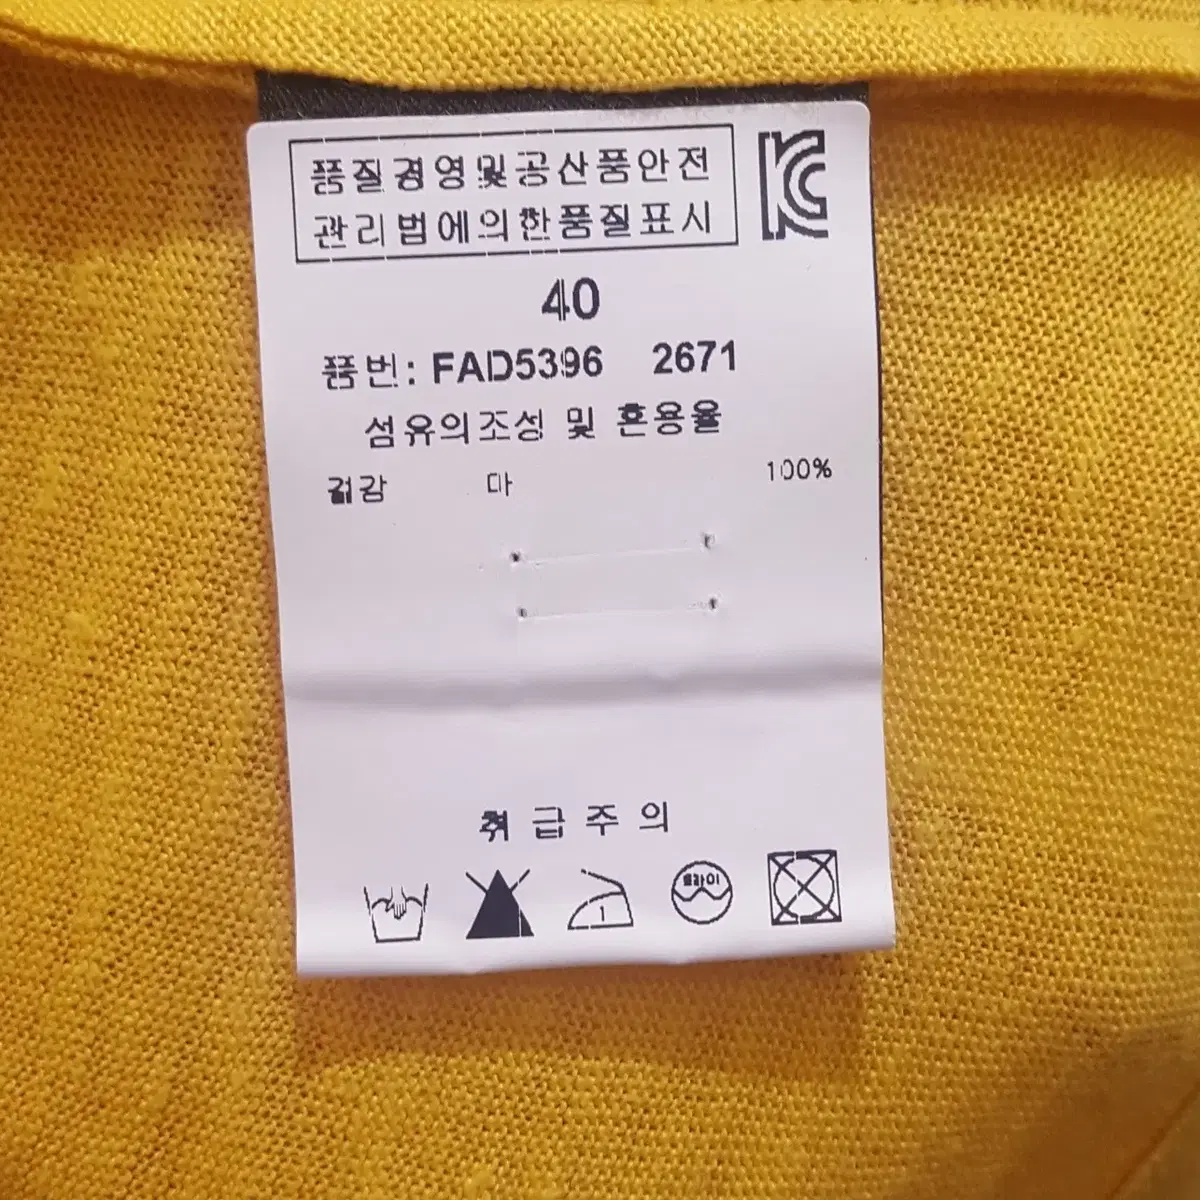 품질경영및공산품안전
관리법에의한품질표시
KC
40
품번: FAD5396 2671
섬유의조성 및 혼용율
겉감 마 100%
취급주의
1
드라이